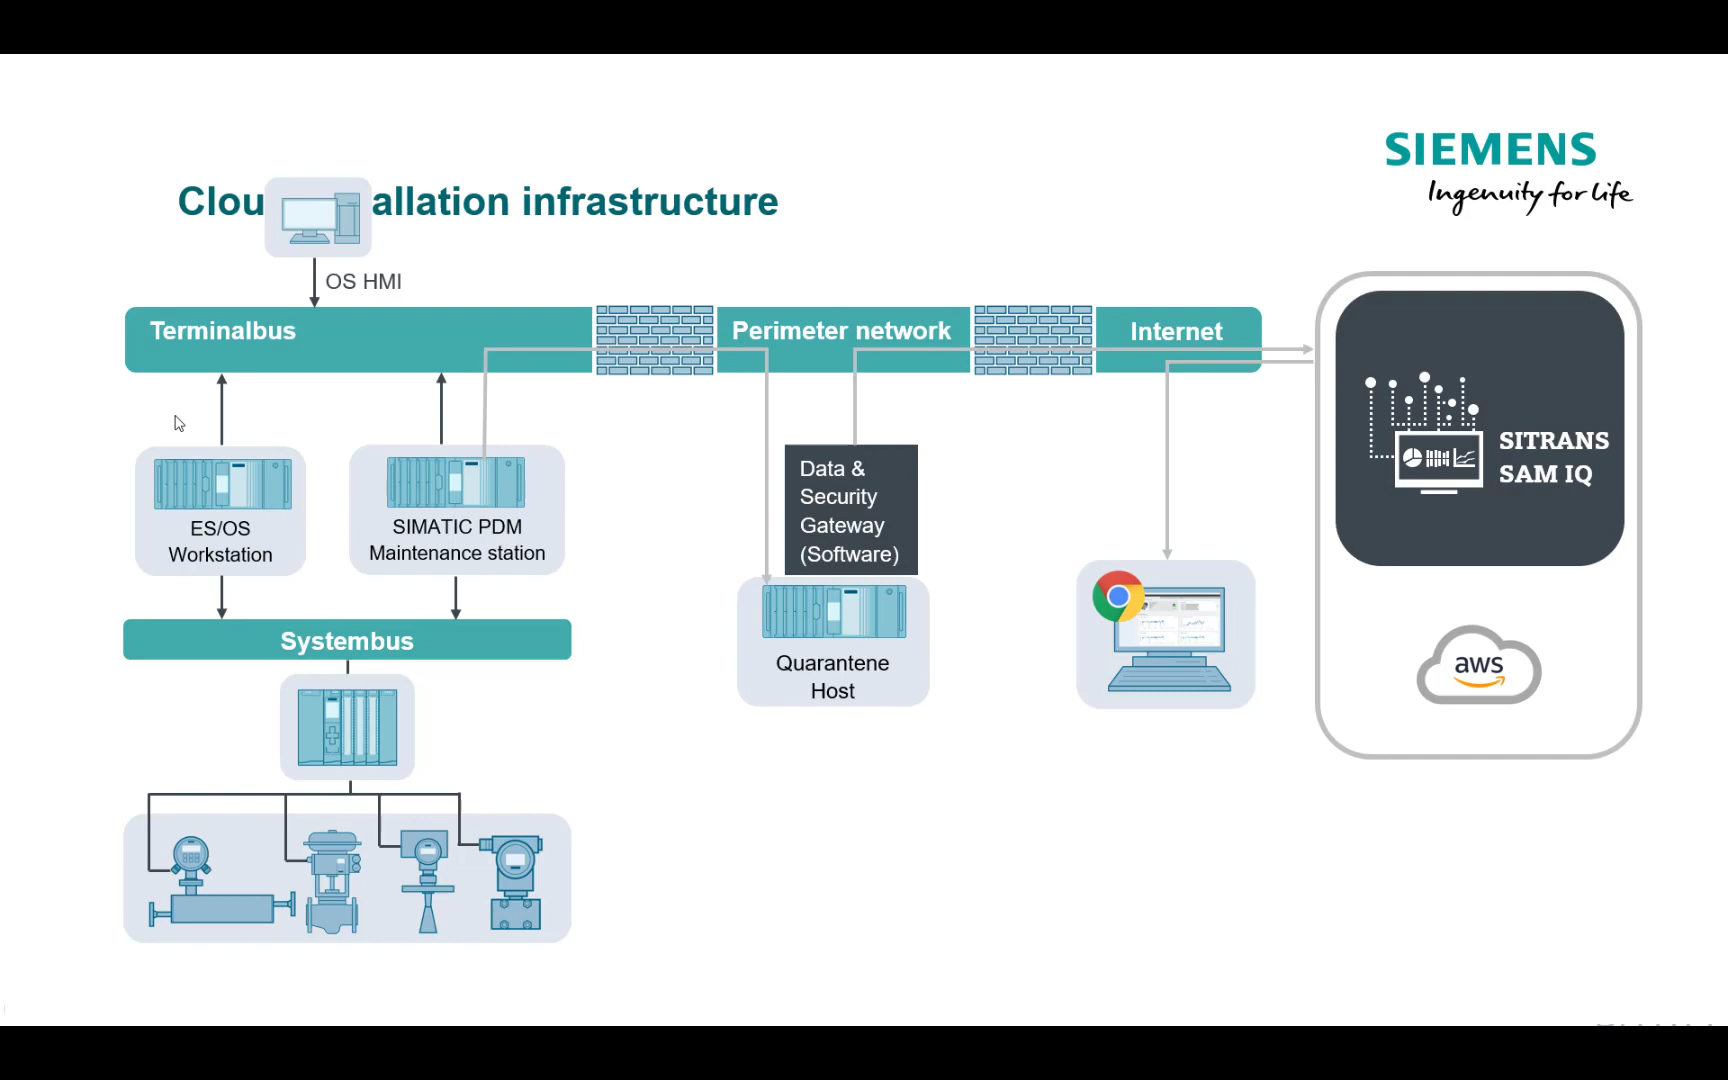 SIEMENS
Ingenuity for life
Clou allation infrastructure
OS HMI
Terminalbus
Perimeter network
Internet
ES/OS
Workstation
SIMATIC PDM
Maintenance station
Data &
Security
Gateway
(Software)
SITRANS
SAM IQ
Systembus
Quarantene
Host
aws